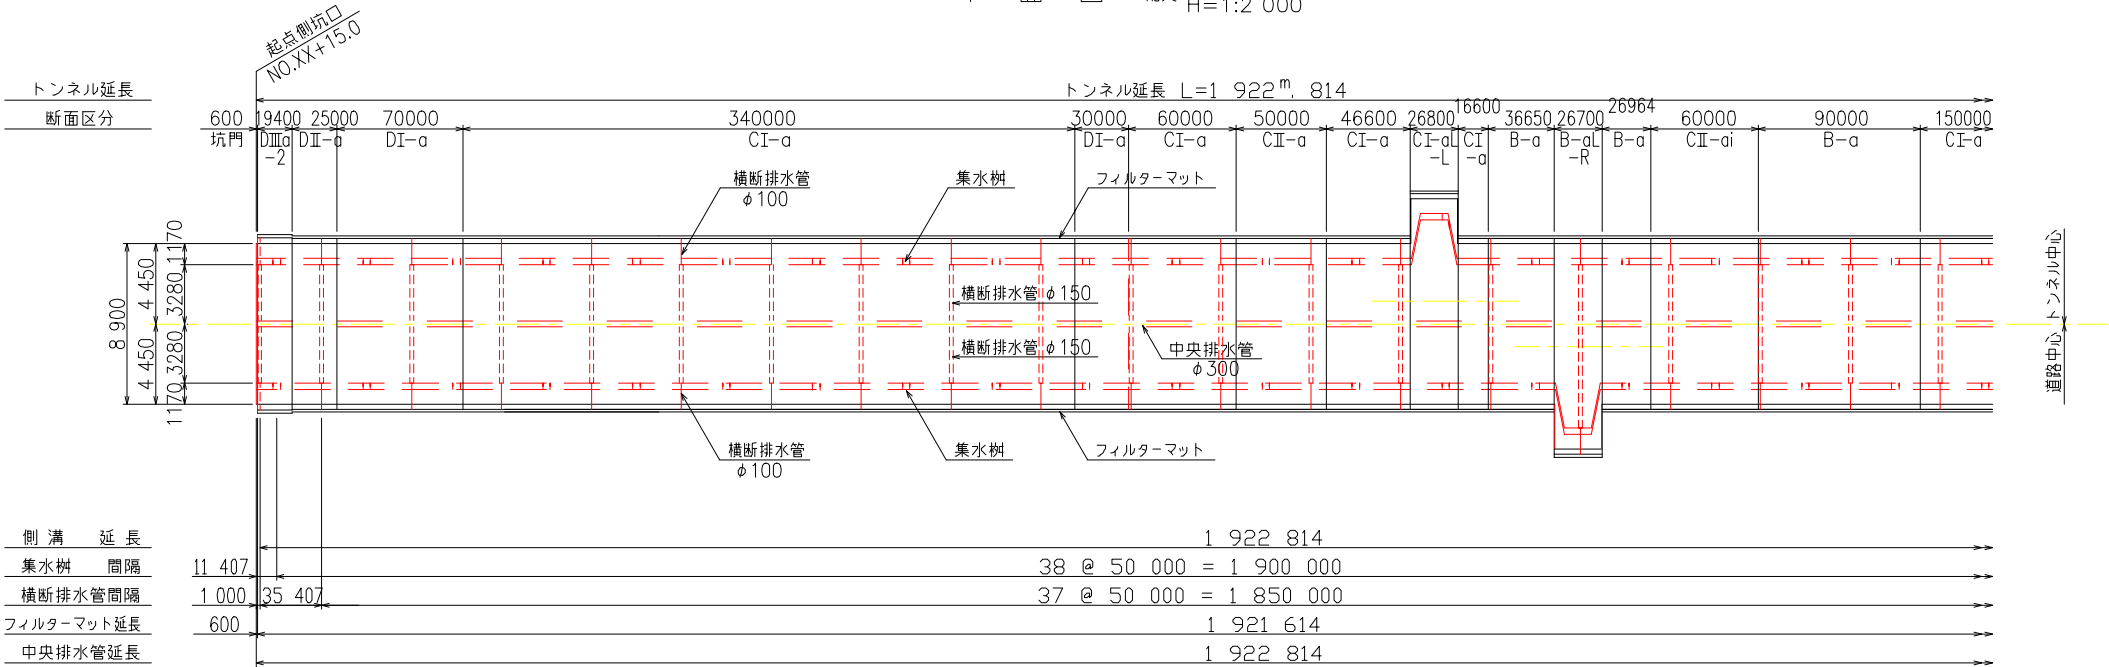 H=1:2 000
起点側坑口
NO.XX+15.0
トンネル延長
トンネル延長 L=1 922m. 814
断面区分
600 19400 25000 70000 340000 30000 60000 50000 46600 26800 16600 36650 26700 26964 60000 90000 150000
坑門 DⅢa-2 DⅡ-a DⅠ-a CⅠ-a DⅠ-a CⅠ-a CⅡ-a CⅠ-a CⅠ-aL-L CⅠ-a B-a B-aL-R B-a CⅡ-ai B-a CⅠ-a
横断排水管
φ100
集水桝
フィルターマット
8 900
4 450
4 450
1170
3280
3280
1170
横断排水管 φ150
横断排水管 φ150
中央排水管
φ300
トンネル中心
道路中心
横断排水管
φ100
集水桝
フィルターマット
側溝 延長
1 922 814
集水桝 間隔
11 407
38 @ 50 000 = 1 900 000
横断排水管間隔
1 000 35 407
37 @ 50 000 = 1 850 000
フィルターマット延長
600
1 921 614
中央排水管延長
1 922 814